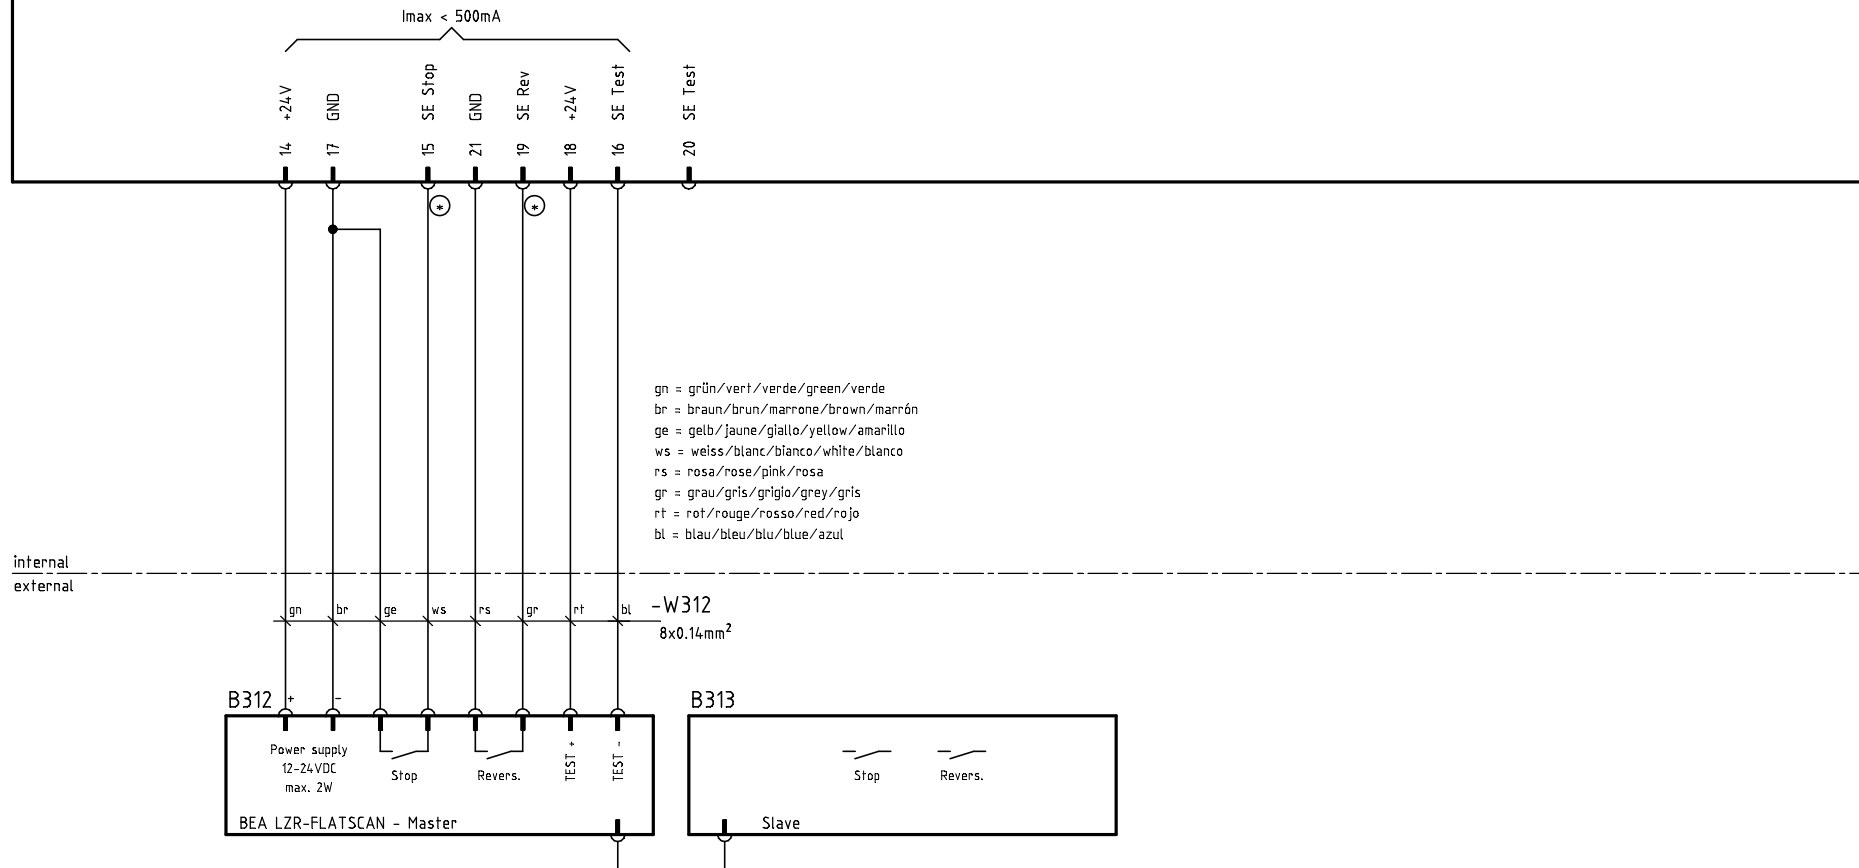 Imax < 500mA
+24V
GND
SE Stop
GND
SE Rev
+24V
SE Test
SE Test
14
17
15
21
19
18
16
20
*
*
gn = grün/vert/verde/green/verde
br = braun/brun/marrone/brown/marrón
ge = gelb/jaune/giallo/yellow/amarillo
ws = weiss/blanc/bianco/white/blanco
rs = rosa/rose/pink/rosa
gr = grau/gris/grigio/grey/gris
rt = rot/rouge/rosso/red/rojo
bl = blau/bleu/blu/blue/azul
internal
external
gn
br
ge
ws
rs
gr
rt
bl
-W312
8x0.14mm²
B312
+
-
B313
Power supply
12-24VDC
max. 2W
Stop
Revers.
TEST +
TEST -
BEA LZR-FLATSCAN - Master
Stop
Revers.
Slave